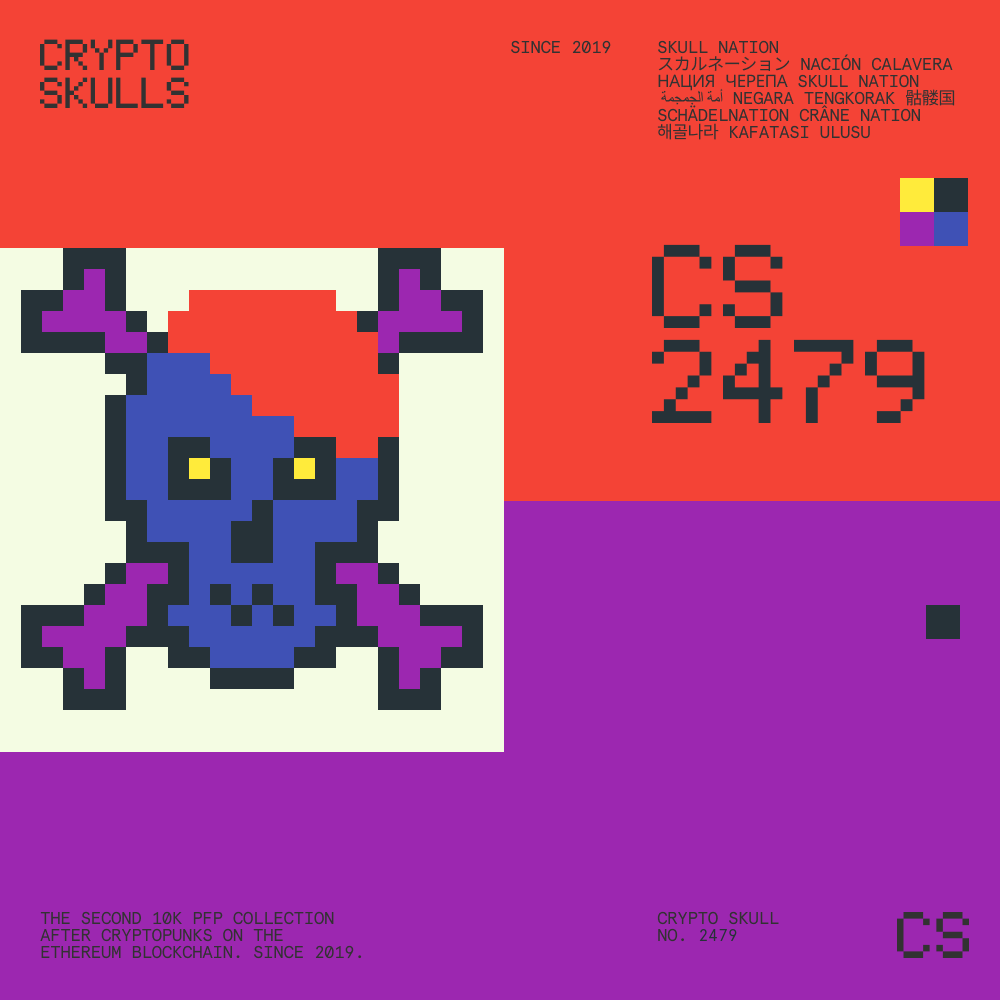 CRYPTO
SKULLS
SINCE 2019
SKULL NATION
スカルネーション NACIÓN CALAVERA
НАЦИЯ ЧЕРЕПА SKULL NATION
أمة الجمجمة NEGARA TENGKORAK 骷髅国
SCHÄDELNATION CRÂNE NATION
해골나라 KAFATASI ULUSU
CS
2479
THE SECOND 10K PFP COLLECTION
AFTER CRYPTOPUNKS ON THE
ETHEREUM BLOCKCHAIN. SINCE 2019.
CRYPTO SKULL
NO. 2479
CS